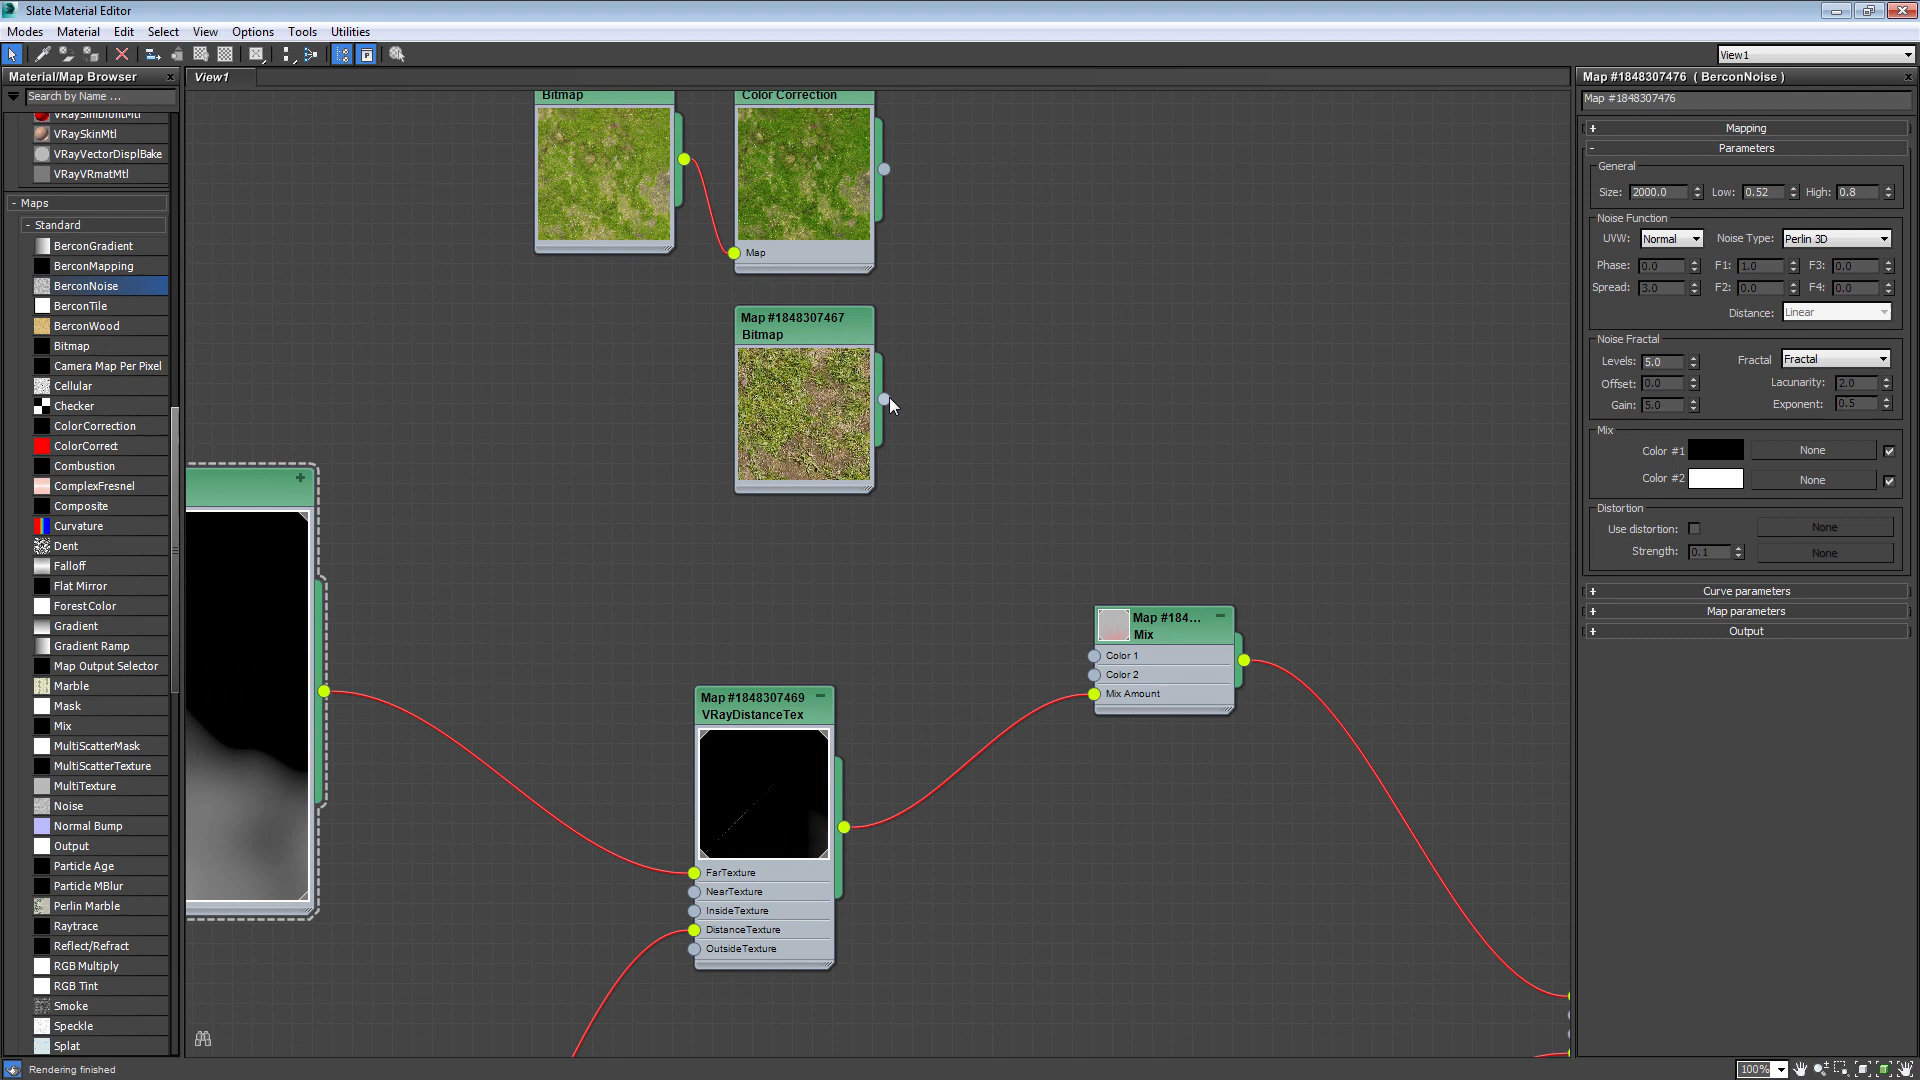 Slate Material Editor
Modes Material Edit Select View Options Tools Utilities
View1
Material/Map Browser
Search by Name ...
VRaySimbiontMtl
VRaySkinMtl
VRayVectorDisplBake
VRayVRmatMtl
- Maps
- Standard
BerconGradient
BerconMapping
BerconNoise
BerconTile
BerconWood
Bitmap
Camera Map Per Pixel
Cellular
Checker
ColorCorrection
ColorCorrect
Combustion
ComplexFresnel
Composite
Curvature
Dent
Falloff
Flat Mirror
ForestColor
Gradient
Gradient Ramp
Map Output Selector
Marble
Mask
Mix
MultiScatterMask
MultiScatterTexture
MultiTexture
Noise
Normal Bump
Output
Particle Age
Particle MBlur
Perlin Marble
Raytrace
Reflect/Refract
RGB Multiply
RGB Tint
Smoke
Speckle
Splat
Rendering finished
View1
Bitmap
Color Correction
Map
Map #1848307467
Bitmap
Map #184...
Mix
Color 1
Color 2
Mix Amount
Map #1848307469
VRayDistanceTex
FarTexture
NearTexture
InsideTexture
DistanceTexture
OutsideTexture
Map #1848307476 ( BerconNoise )
Map #1848307476
+ Mapping
- Parameters
General
Size: 2000.0 Low: 0.52 High: 0.8
Noise Function
UVW: Normal Noise Type: Perlin 3D
Phase: 0.0 F1: 1.0 F3: 0.0
Spread: 3.0 F2: 0.0 F4: 0.0
Distance: Linear
Noise Fractal
Levels: 5.0 Fractal Fractal
Offset: 0.0 Lacunarity: 2.0
Gain: 5.0 Exponent: 0.5
Mix
Color #1 None
Color #2 None
Distortion
Use distortion: None
Strength: 0.1 None
+ Curve parameters
+ Map parameters
+ Output
100%